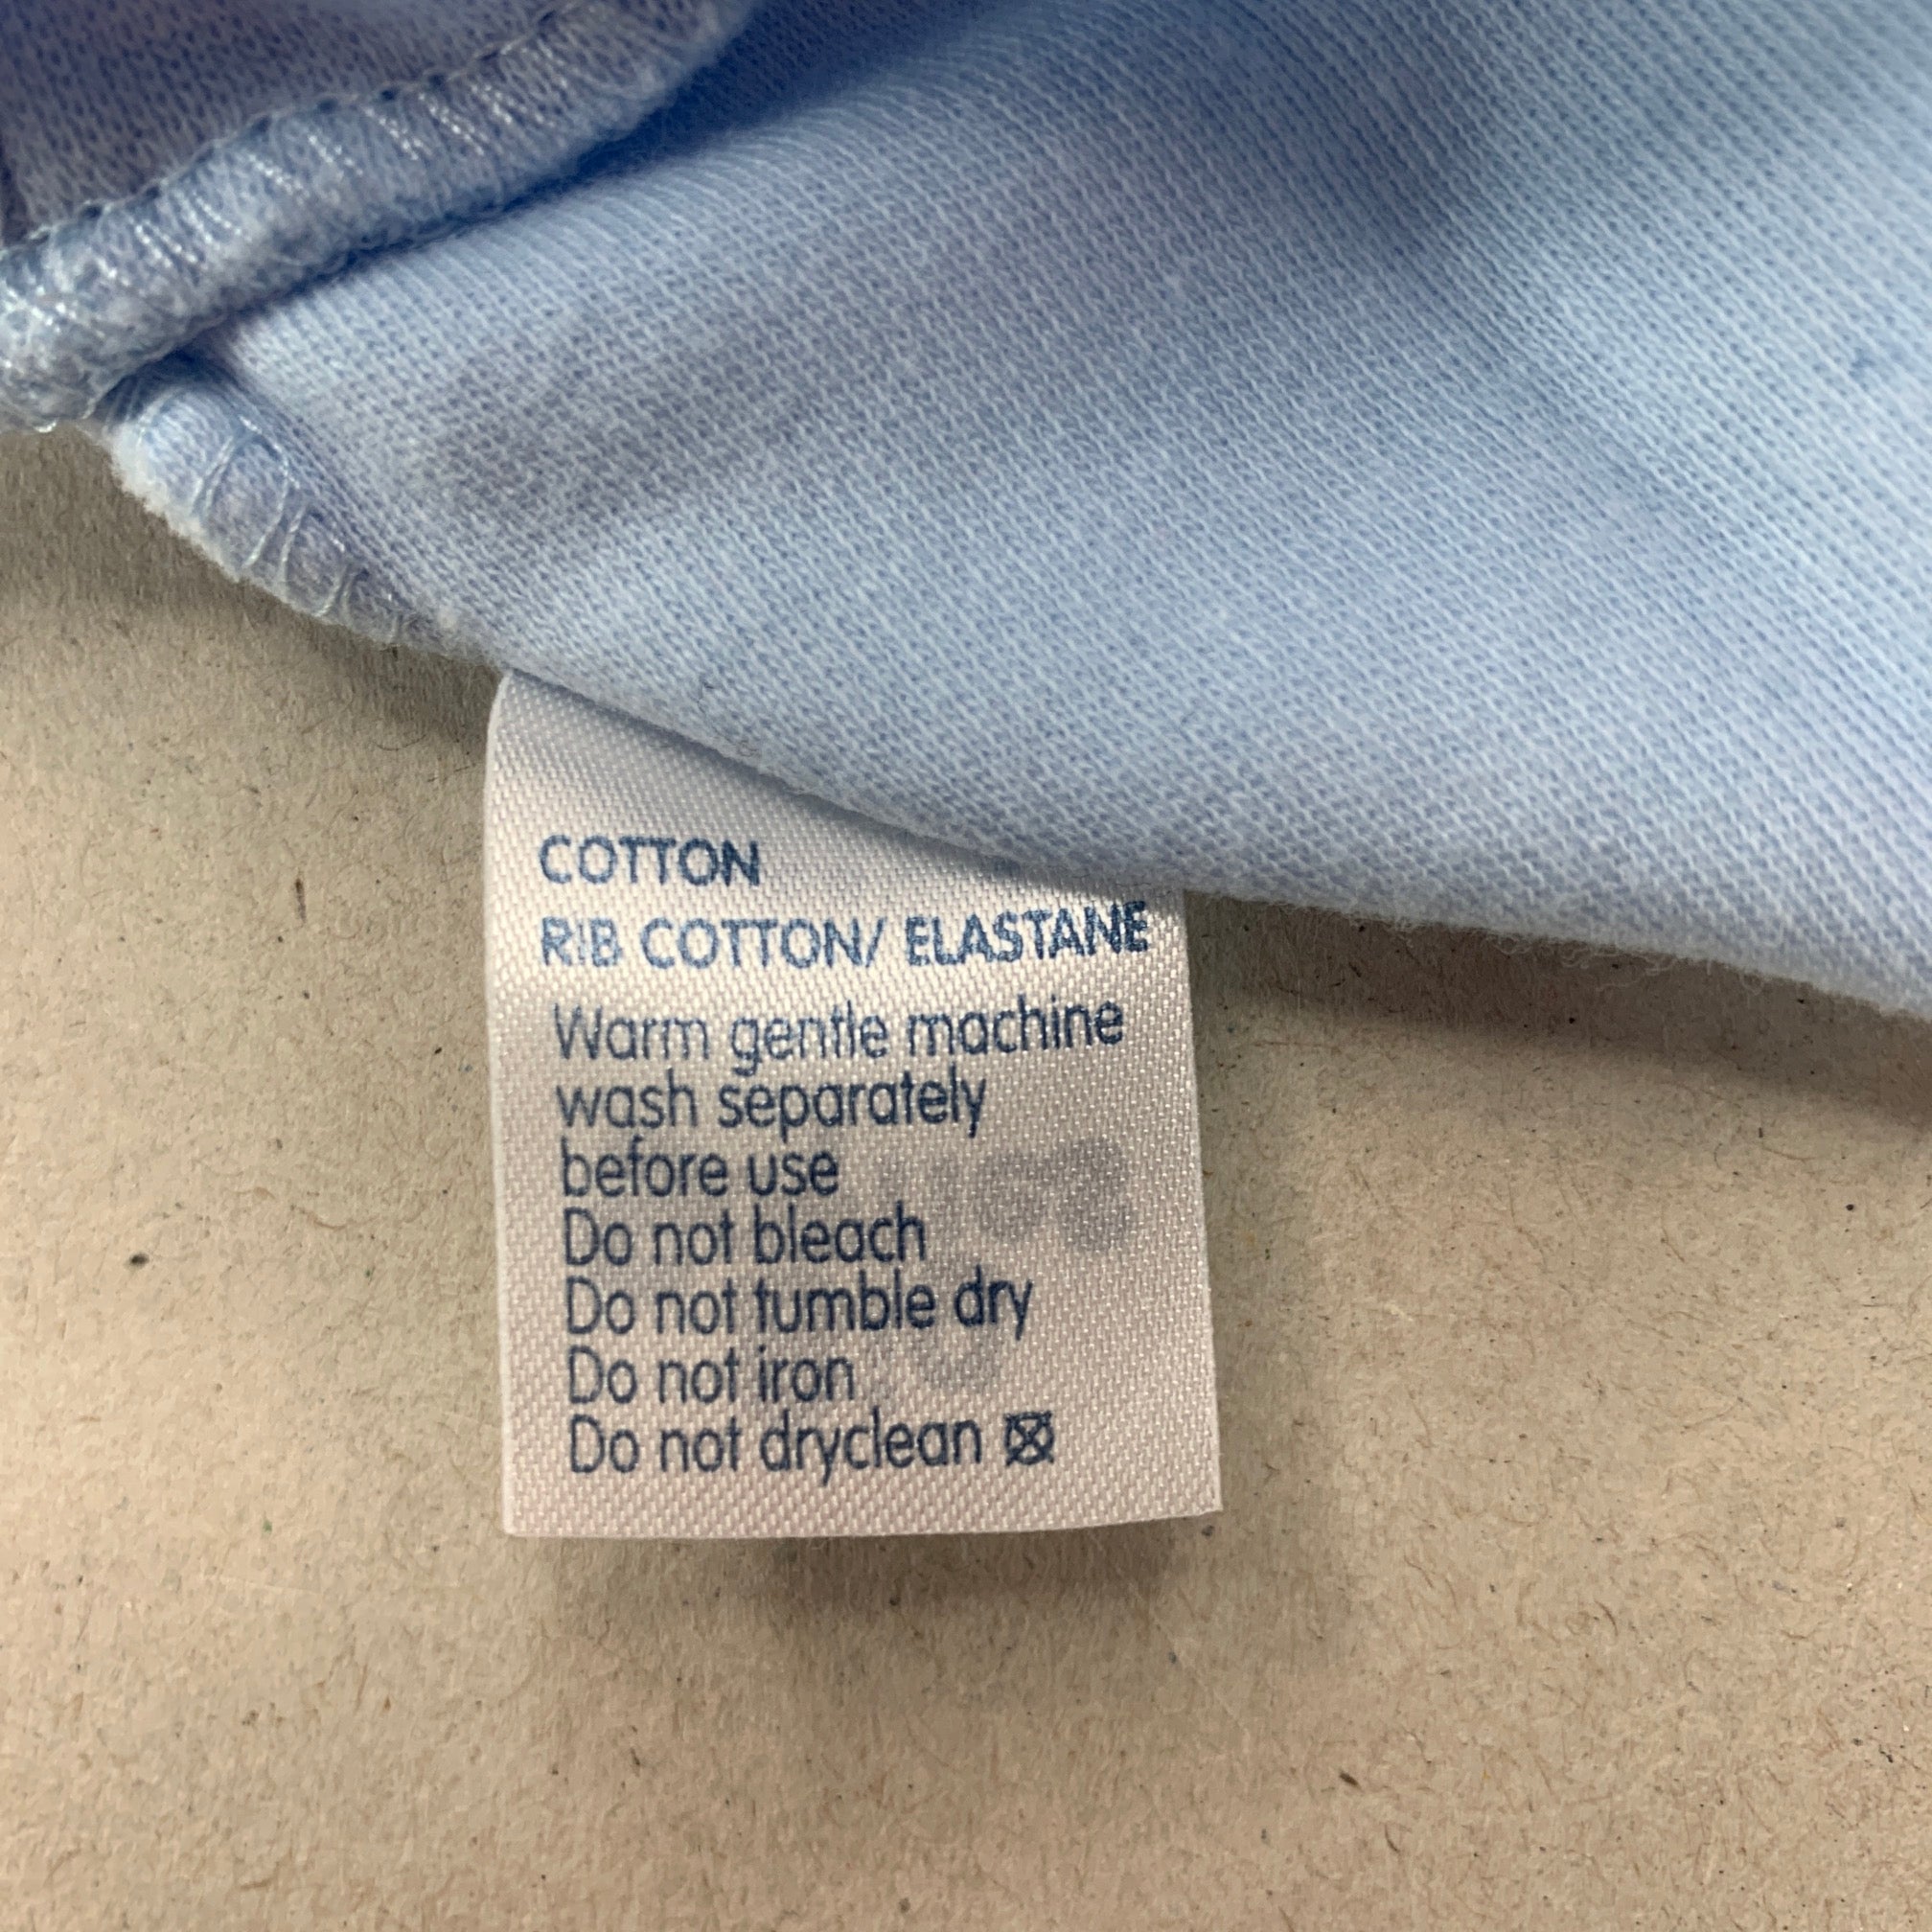 COTTON
RIB COTTON/ ELASTANE
Warm gentle machine
wash separately
before use
Do not bleach
Do not tumble dry
Do not iron
Do not dryclean